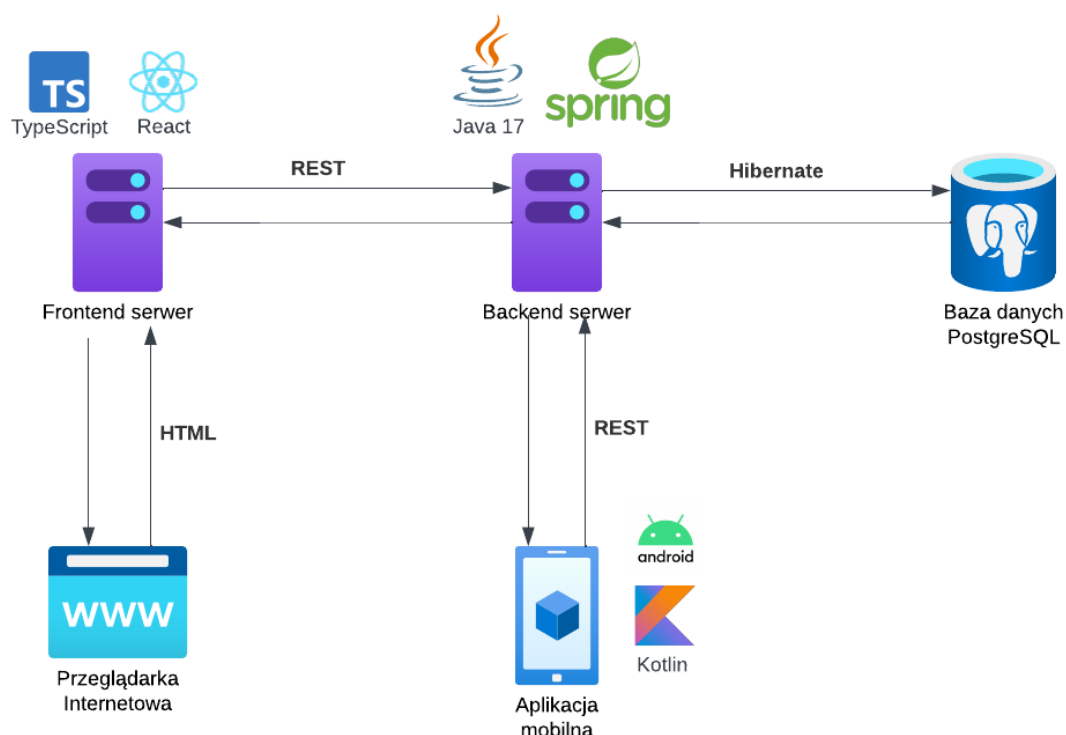 TS
TypeScript
React
Java 17
spring
REST
Hibernate
Frontend serwer
Backend serwer
Baza danych
PostgreSQL
HTML
REST
www
Przeglądarka
Internetowa
android
Kotlin
Aplikacja
mobilna